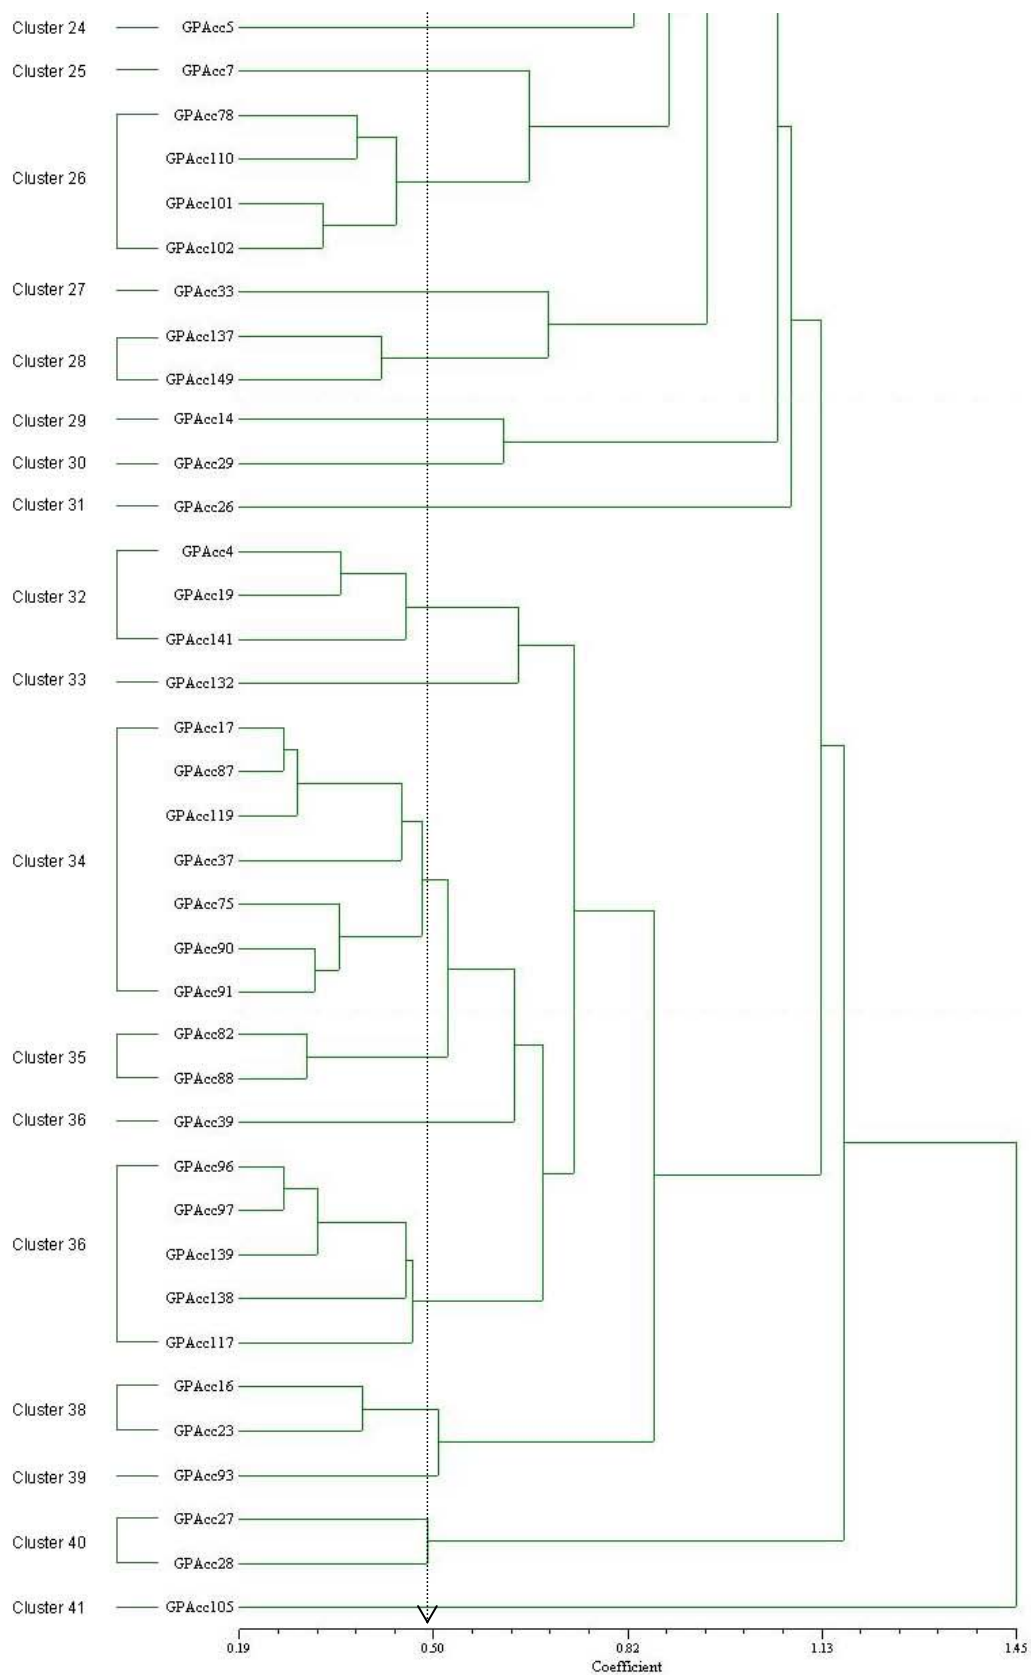 Cluster 24 GPAcc5
Cluster 25 GPAcc7
GPAcc78
GPAcc110
Cluster 26
GPAcc101
GPAcc102
Cluster 27 GPAcc33
GPAcc137
Cluster 28
GPAcc149
Cluster 29 GPAcc14
Cluster 30 GPAcc29
Cluster 31 GPAcc26
GPAcc4
Cluster 32 GPAcc19
GPAcc141
Cluster 33 GPAcc132
GPAcc17
GPAcc87
GPAcc119
Cluster 34 GPAcc37
GPAcc75
GPAcc90
GPAcc91
GPAcc82
Cluster 35
GPAcc88
Cluster 36 GPAcc39
GPAcc96
GPAcc97
Cluster 36
GPAcc139
GPAcc138
GPAcc117
GPAcc16
Cluster 38
GPAcc23
Cluster 39 GPAcc93
GPAcc27
Cluster 40
GPAcc28
Cluster 41 GPAcc105
0.19 0.50 0.82 1.13 1.45
Coefficient